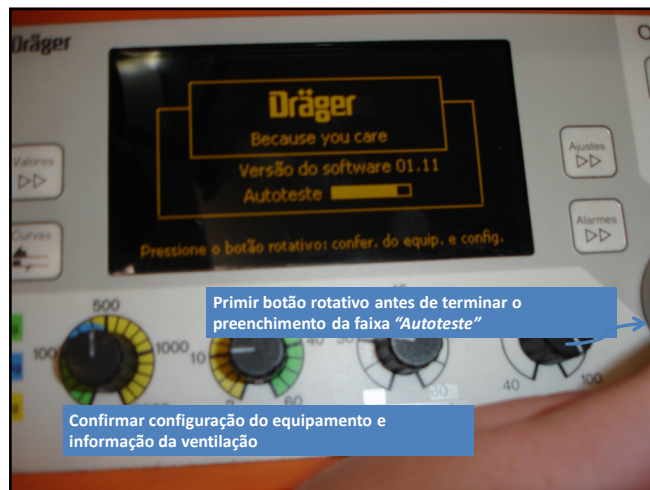 Dräger
Dräger
Because you care
Valores
Versão do software 01.11
Ajustes
Autoteste
Curvas
Alarmes
Pressione o botão rotativo: confer. do equip. e config.
Primir botão rotativo antes de terminar o
preenchimento da faixa “Autoteste”
500
100
1000
10
40
60
40
100
Confirmar configuração do equipamento e
informação da ventilação